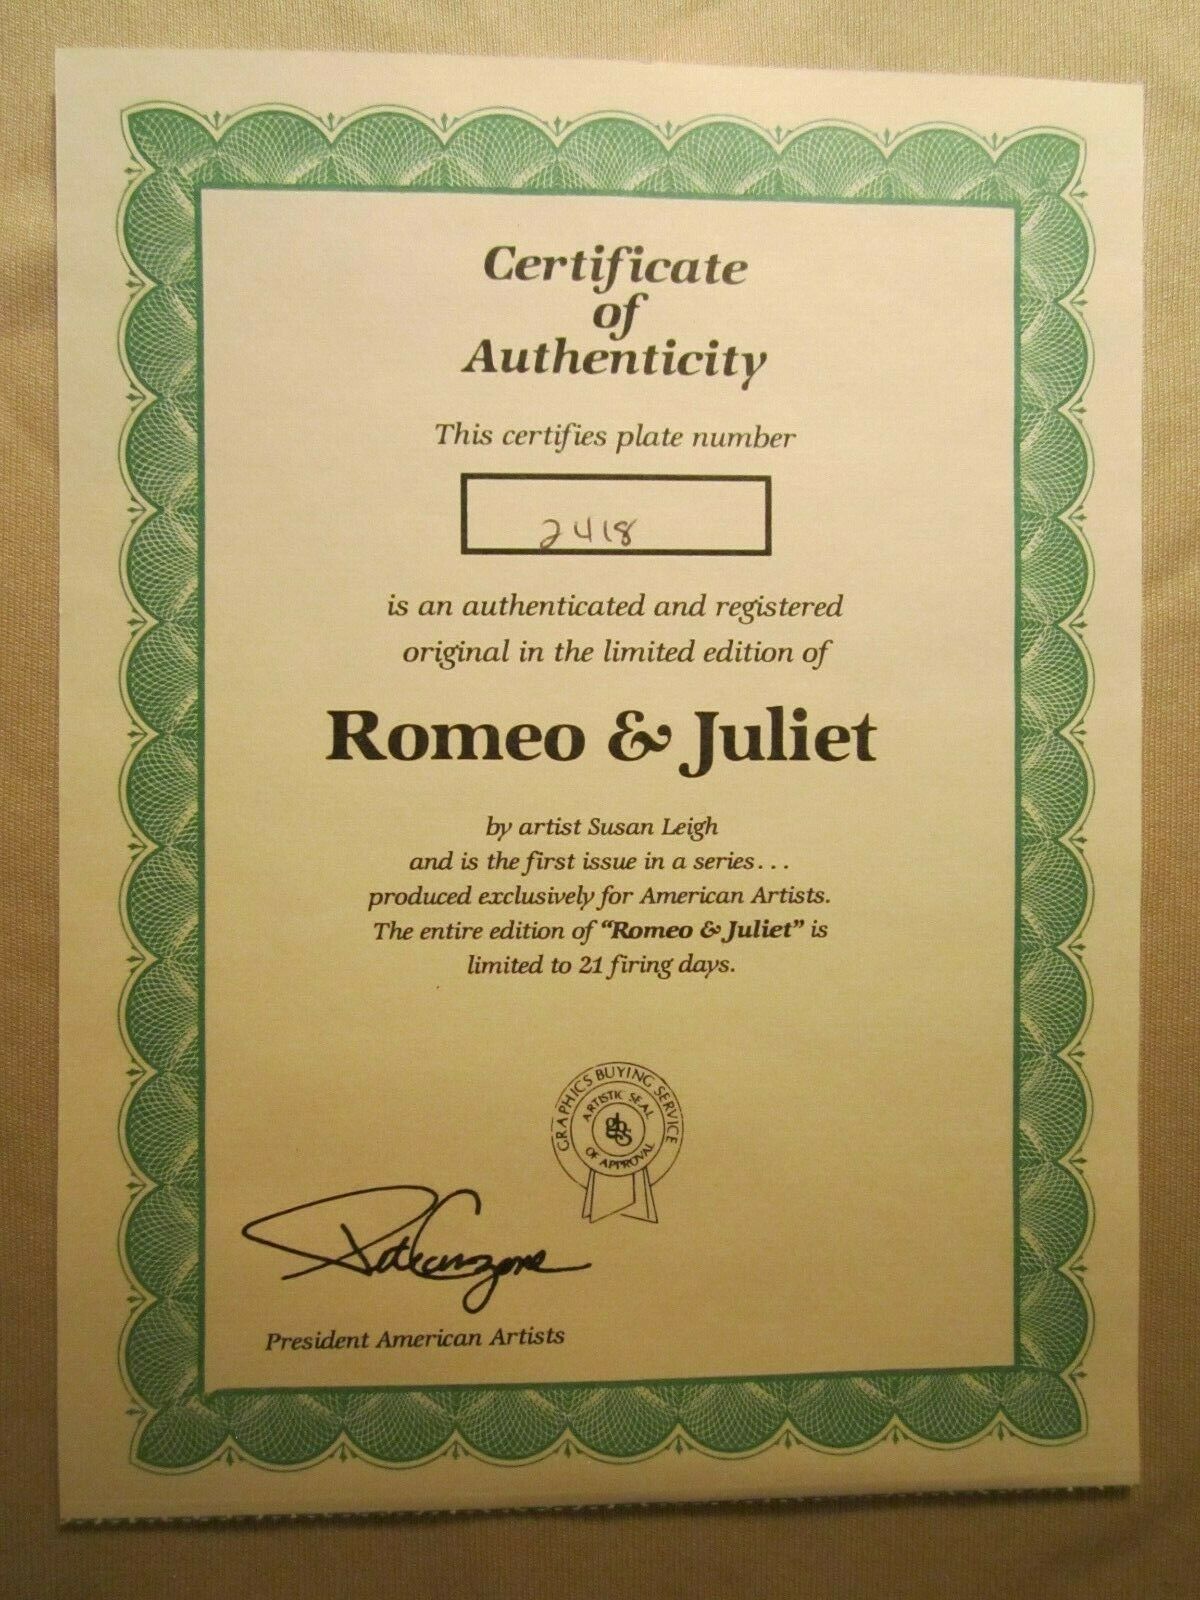 Certificate
of
Authenticity
This certifies plate number
2418
is an authenticated and registered
original in the limited edition of
Romeo & Juliet
by artist Susan Leigh
and is the first issue in a series...
produced exclusively for American Artists.
The entire edition of “Romeo & Juliet” is
limited to 21 firing days.
GRAPHICS BUYING SERVICE
ARTISTIC SEAL
gbs
OF APPROVAL
President American Artists